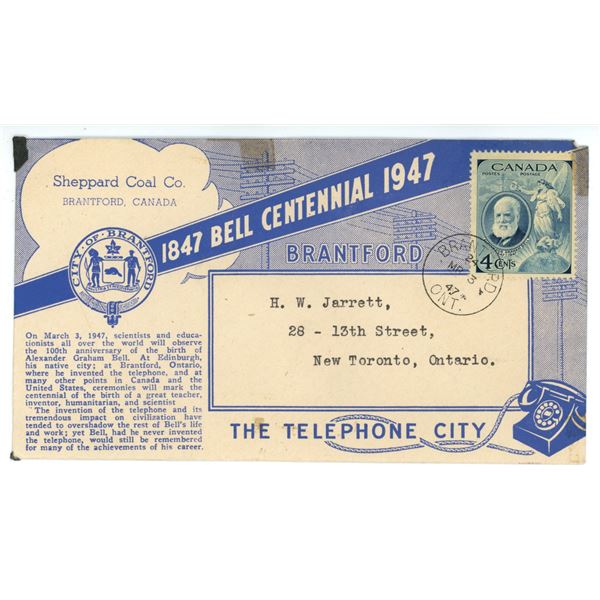 Sheppard Coal Co.
BRANTFORD, CANADA
1847 BELL CENTENNIAL 1947
CANADA
POSTES POSTAGE
4 CENTS
CITY·OF·BRANTFORD
BRANTFORD
BRANTFORD
24
MR 3
47
ONT.
H. W. Jarrett,
28 - 13th Street,
New Toronto, Ontario.
On March 3, 1947, scientists and educa-
tionists all over the world will observe
the 100th anniversary of the birth of
Alexander Graham Bell. At Edinburgh,
his native city; at Brantford, Ontario,
where he invented the telephone, and at
many other points in Canada and the
United States, ceremonies will mark the
centennial of the birth of a great teacher,
inventor, humanitarian, and scientist
The invention of the telephone and its
tremendous impact on civilization have
tended to overshadow the rest of Bell's life
and work; yet Bell, had he never invented
the telephone, would still be remembered
for many of the achievements of his career.
THE TELEPHONE CITY